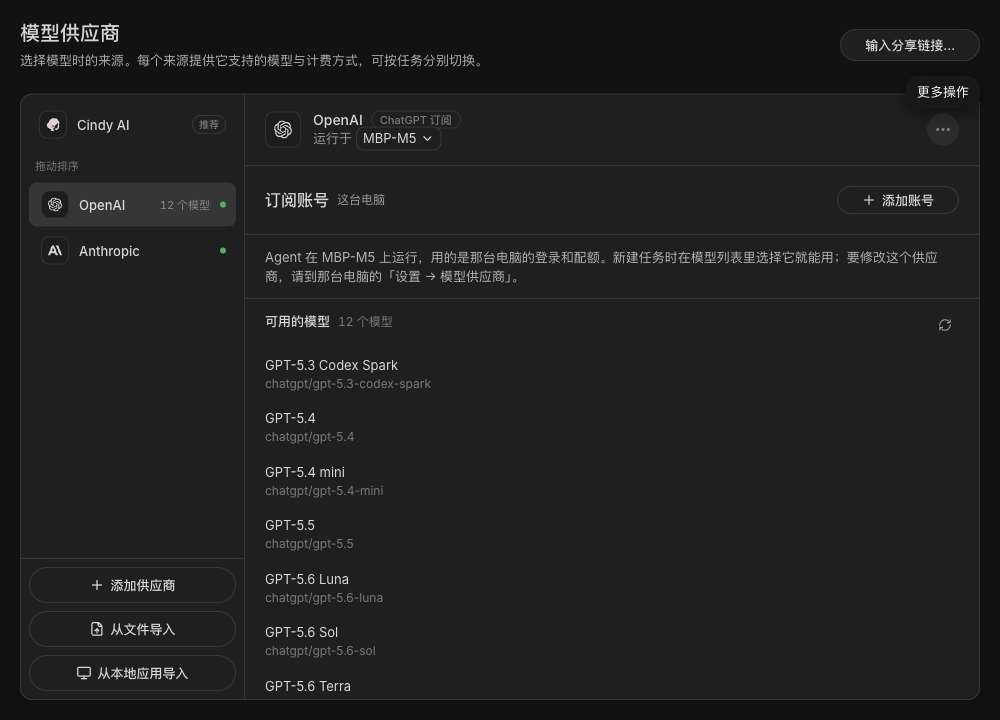 模型供应商
选择模型时的来源。每个来源提供它支持的模型与计费方式，可按任务分别切换。
输入分享链接...
更多操作
Cindy AI
推荐
拖动排序
OpenAI
12 个模型
Anthropic
添加供应商
从文件导入
从本地应用导入
OpenAI
ChatGPT 订阅
运行于 MBP-M5
订阅账号
这台电脑
添加账号
Agent 在 MBP-M5 上运行，用的是那台电脑的登录和配额。新建任务时在模型列表里选择它就能用；要修改这个供应
商，请到那台电脑的「设置 → 模型供应商」。
可用的模型
12 个模型
GPT-5.3 Codex Spark
chatgpt/gpt-5.3-codex-spark
GPT-5.4
chatgpt/gpt-5.4
GPT-5.4 mini
chatgpt/gpt-5.4-mini
GPT-5.5
chatgpt/gpt-5.5
GPT-5.6 Luna
chatgpt/gpt-5.6-luna
GPT-5.6 Sol
chatgpt/gpt-5.6-sol
GPT-5.6 Terra